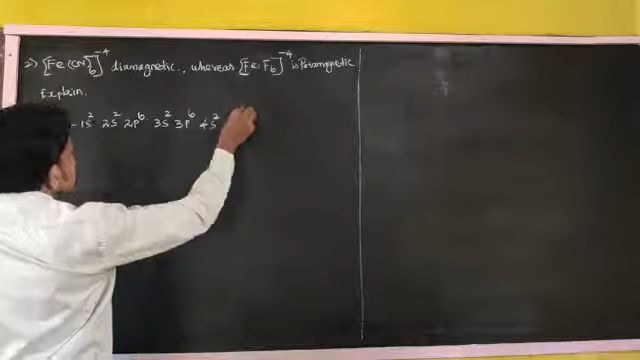 2) [Fe(CN)6]⁻⁴ diamagnetic., whereas [Fe.F6]⁻⁴ is Paramagnetic
Explain.
- 1S² 2S² 2P⁶ 3S² 3P⁶ 4S²